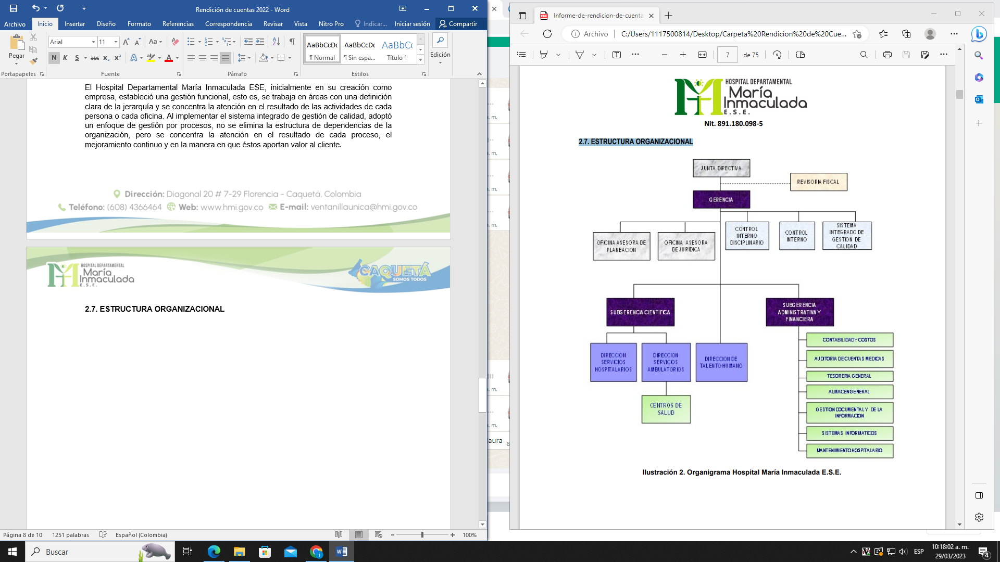 Rendición de cuentas 2022 - Word
Archivo
Inicio
Insertar
Diseño
Formato
Referencias
Correspondencia
Revisar
Vista
Nitro Pro
Indicar...
Iniciar sesión
Compartir
Pegar
Arial
11
Aa
N K S abc x₂ x²
AaBbCcDc
¶ Normal
AaBbCcDc
¶ Sin espa...
AaBbCc
Título 1
Edición
Portapapeles
Fuente
Párrafo
Estilos
El Hospital Departamental María Inmaculada ESE, inicialmente en su creación como
empresa, estableció una gestión funcional, esto es, se trabaja en áreas con una definición
clara de la jerarquía y se concentra la atención en el resultado de las actividades de cada
persona o cada oficina. Al implementar el sistema integrado de gestión de calidad, adoptó
un enfoque de gestión por procesos, no se elimina la estructura de dependencias de la
organización, pero se concentra la atención en el resultado de cada proceso, el
mejoramiento continuo y en la manera en que éstos aportan valor al cliente.
Dirección: Diagonal 20 # 7-29 Florencia - Caquetá, Colombia
Teléfono: (608) 4366464 Web: www.hmi.gov.co E-mail: ventanillaunica@hmi.gov.co
HOSPITAL DEPARTAMENTAL
María
Inmaculada
E.S.E.
CAQUETÁ
SOMOS TODOS
2.7. ESTRUCTURA ORGANIZACIONAL
Página 8 de 10
1251 palabras
Español (Colombia)
100%
. m.
. m.
. m.
. m.
. m.
. m.
aura
8
Informe-de-rendicion-de-cuenta
Archivo
C:/Users/1117500814/Desktop/Carpeta%20Rendicion%20de%20Cue...
7
de 75
HOSPITAL DEPARTAMENTAL
María
Inmaculada
E.S.E.
Nit. 891.180.098-5
2.7. ESTRUCTURA ORGANIZACIONAL
JUNTA DIRECTIVA
REVISORIA FISCAL
GERENCIA
OFICINA ASESORA DE
PLANEACION
OFICINA ASESORA
DE JURIDICA
CONTROL
INTERNO
DISCIPLINARIO
CONTROL
INTERNO
SISTEMA
INTEGRADO DE
GESTION DE
CALIDAD
SUBGERENCIA CIENTIFICA
SUBGERENCIA
ADMINISTRATIVA Y
FINANCIERA
DIRECCION
SERVICIOS
HOSPITALARIOS
DIRECCION
SERVICIOS
AMBULATORIOS
DIRECCION DE
TALENTO HUMANO
CENTROS DE
SALUD
CONTABILIDAD Y COSTOS
AUDITORIA DE CUENTAS MEDICAS
TESORERIA GENERAL
ALMACEN GENERAL
GESTION DOCUMENTAL Y DE LA
INFORMACION
SISTEMAS INFORMATICOS
MANTENIMIENTO HOSPITALARIO
Ilustración 2. Organigrama Hospital María Inmaculada E.S.E.
Buscar
ESP
10:18:02 a. m.
29/03/2023
4